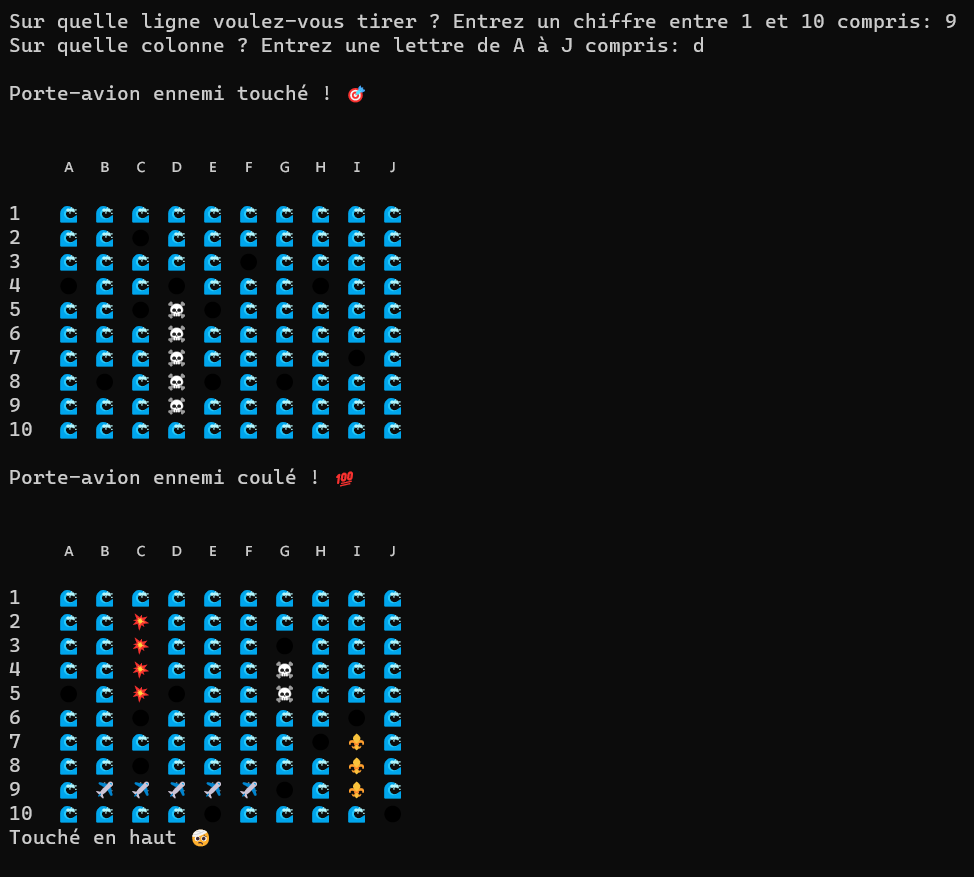 Sur quelle ligne voulez-vous tirer ? Entrez un chiffre entre 1 et 10 compris: 9
Sur quelle colonne ? Entrez une lettre de A à J compris: d
Porte-avion ennemi touché ! 🎯
A B C D E F G H I J
1
2
3
4
5
6
7
8
9
10
Porte-avion ennemi coulé ! 💯
A B C D E F G H I J
1
2
3
4
5
6
7
8
9
10
Touché en haut 🤕